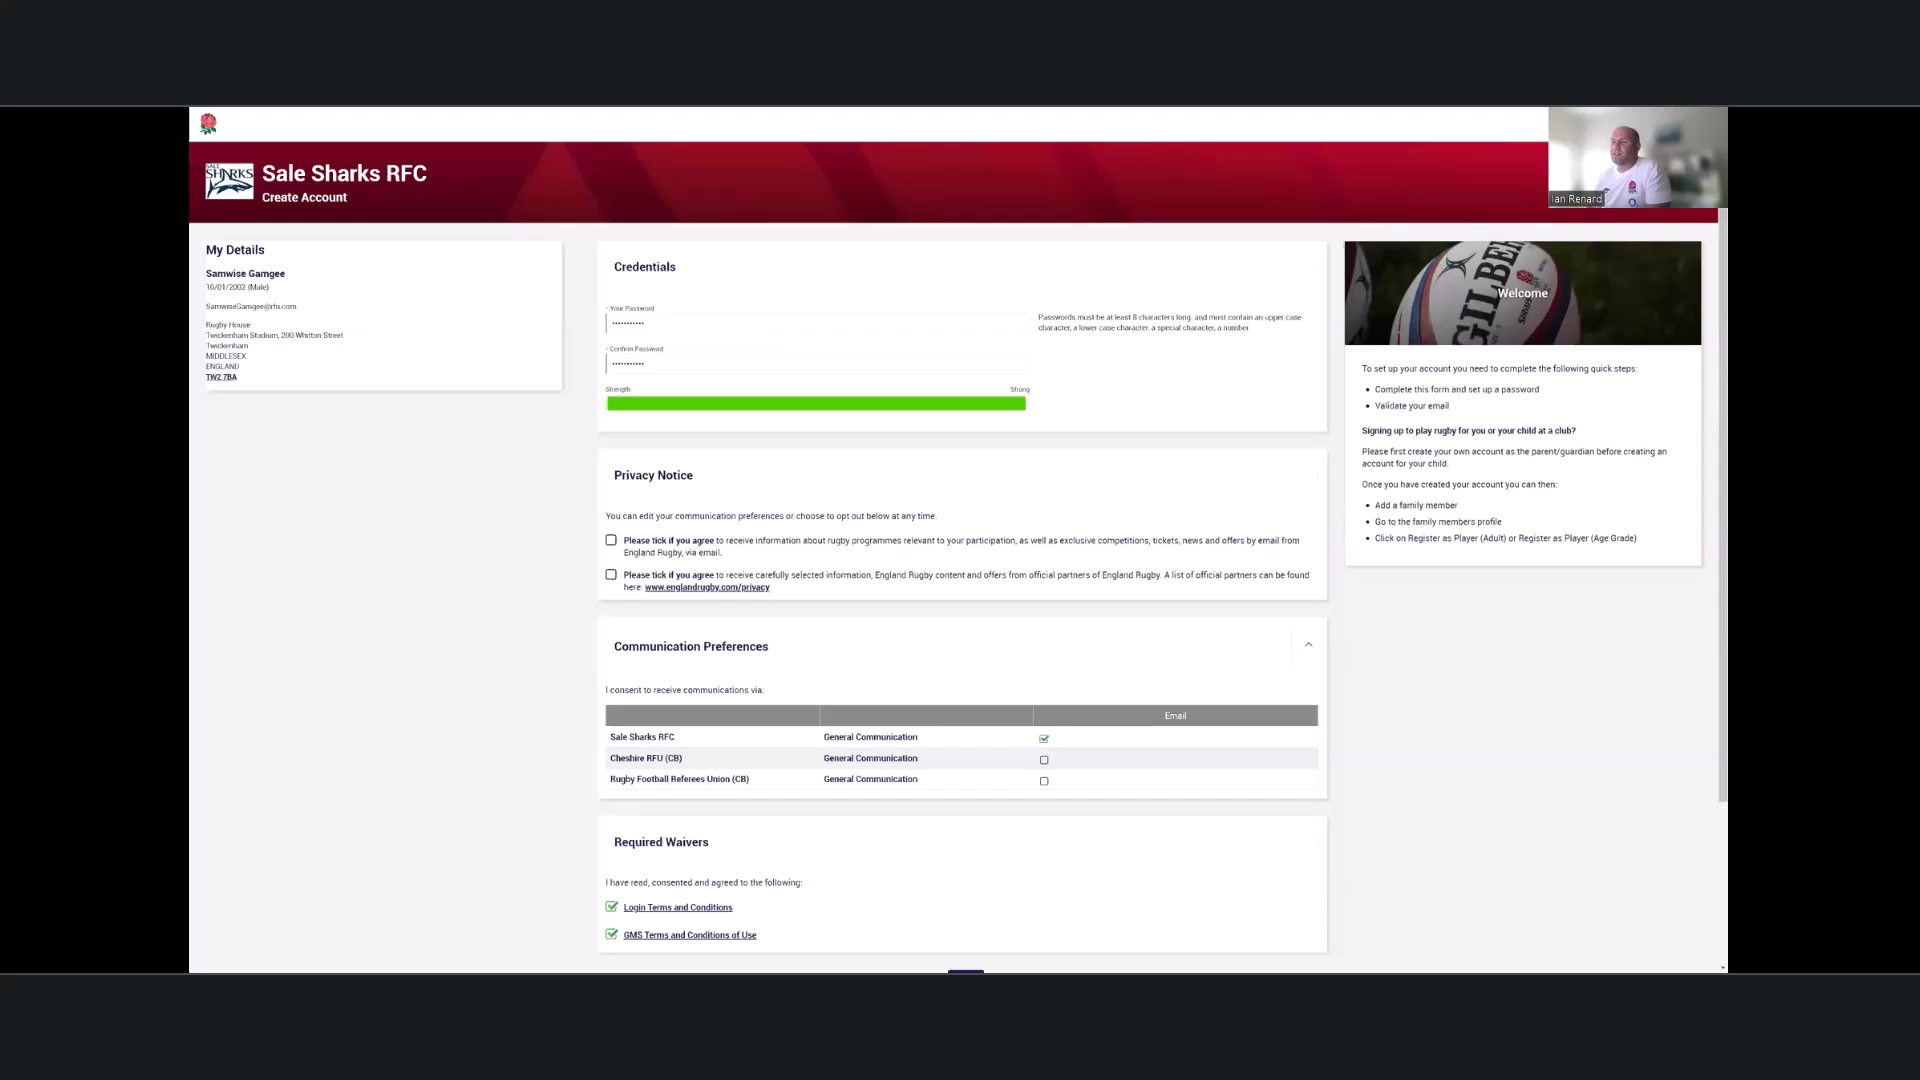 SALE
SHARKS
Sale Sharks RFC
Create Account
Ian Renard
My Details
Samwise Gamgee
10/01/2002 (Male)
SamwiseGamgee@rfu.com
Rugby House
Twickenham Stadium, 200 Whitton Street
Twickenham
MIDDLESEX
ENGLAND
TW2 7BA
Credentials
- Your Password
•••••••••••
Passwords must be at least 8 characters long. and must contain an upper case
character, a lower case character, a special character, a number.
- Confirm Password
•••••••••••
Strength
Strong
Privacy Notice
You can edit your communication preferences or choose to opt out below at any time.
Please tick if you agree to receive information about rugby programmes relevant to your participation, as well as exclusive competitions, tickets, news and offers by email from
England Rugby, via email.
Please tick if you agree to receive carefully selected information, England Rugby content and offers from official partners of England Rugby. A list of official partners can be found
here: www.englandrugby.com/privacy
Communication Preferences
I consent to receive communications via:
Email
Sale Sharks RFC General Communication
Cheshire RFU (CB) General Communication
Rugby Football Referees Union (CB) General Communication
Required Waivers
I have read, consented and agreed to the following:
Login Terms and Conditions
GMS Terms and Conditions of Use
GILBER
Welcome
To set up your account you need to complete the following quick steps:
Complete this form and set up a password
Validate your email
Signing up to play rugby for you or your child at a club?
Please first create your own account as the parent/guardian before creating an
account for your child.
Once you have created your account you can then:
Add a family member
Go to the family members profile
Click on Register as Player (Adult) or Register as Player (Age Grade)